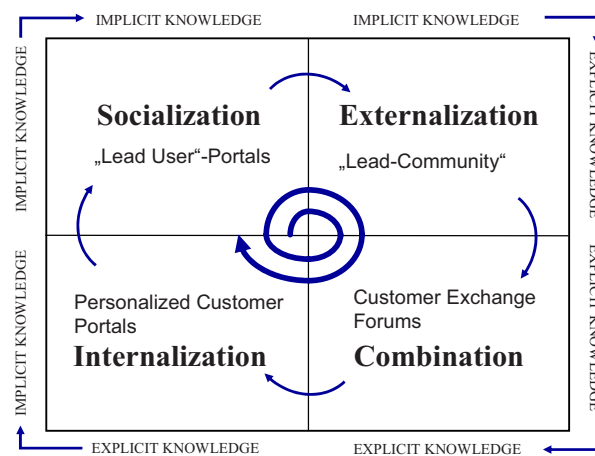 IMPLICIT KNOWLEDGE
IMPLICIT KNOWLEDGE
IMPLICIT KNOWLEDGE
EXPLICIT KNOWLEDGE
Socialization
Externalization
„Lead User“-Portals
„Lead-Community“
IMPLICIT KNOWLEDGE
EXPLICIT KNOWLEDGE
Personalized Customer
Portals
Customer Exchange
Forums
Internalization
Combination
EXPLICIT KNOWLEDGE
EXPLICIT KNOWLEDGE